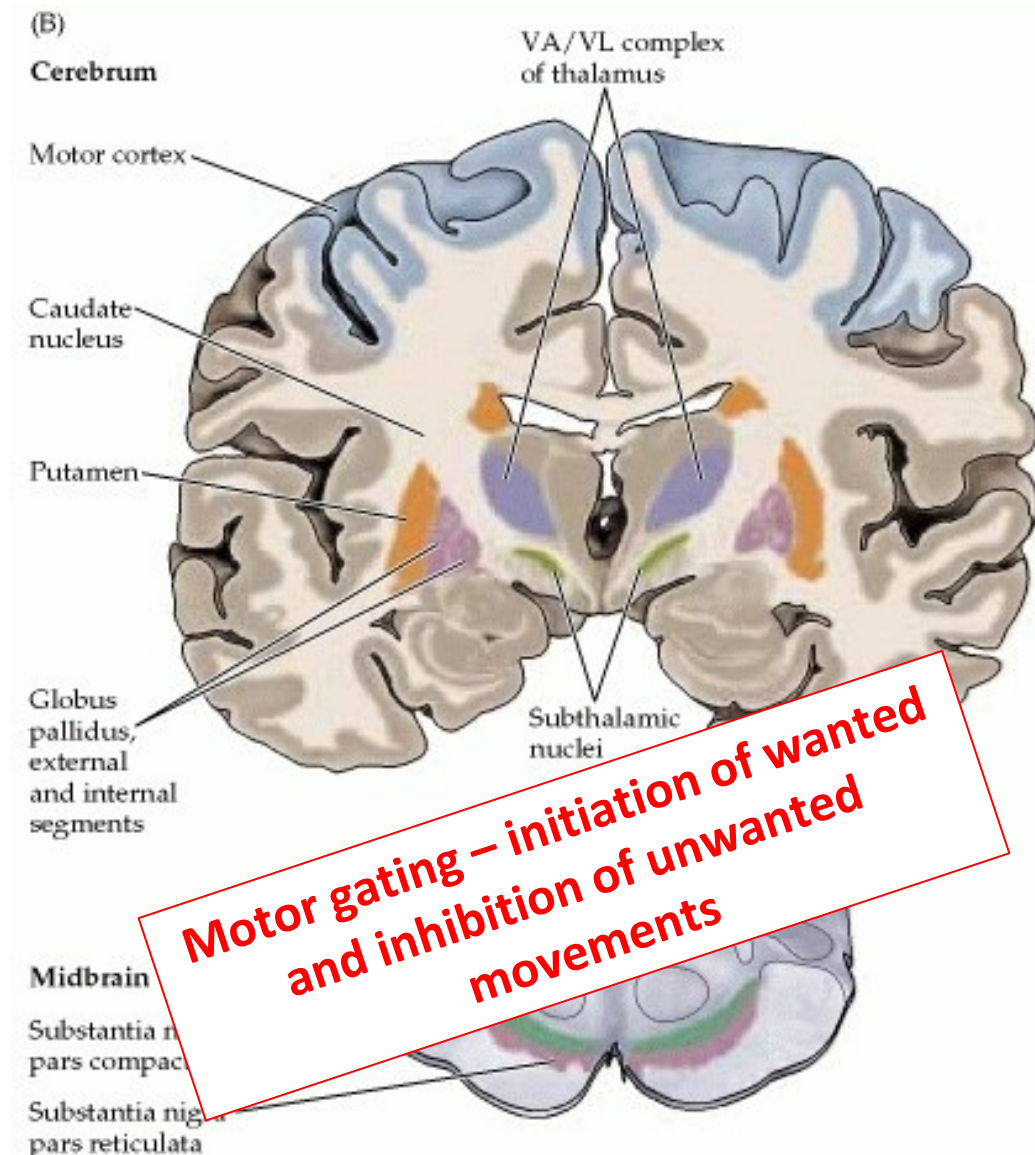 (B)
Cerebrum
VA/VL complex
of thalamus
Motor cortex
Caudate
nucleus
Putamen
Globus
pallidus,
external
and internal
segments
Subthalamic
nuclei
Motor gating – initiation of wanted
and inhibition of unwanted
movements
Midbrain
Substantia n
pars compac
Substantia nig
pars reticulata